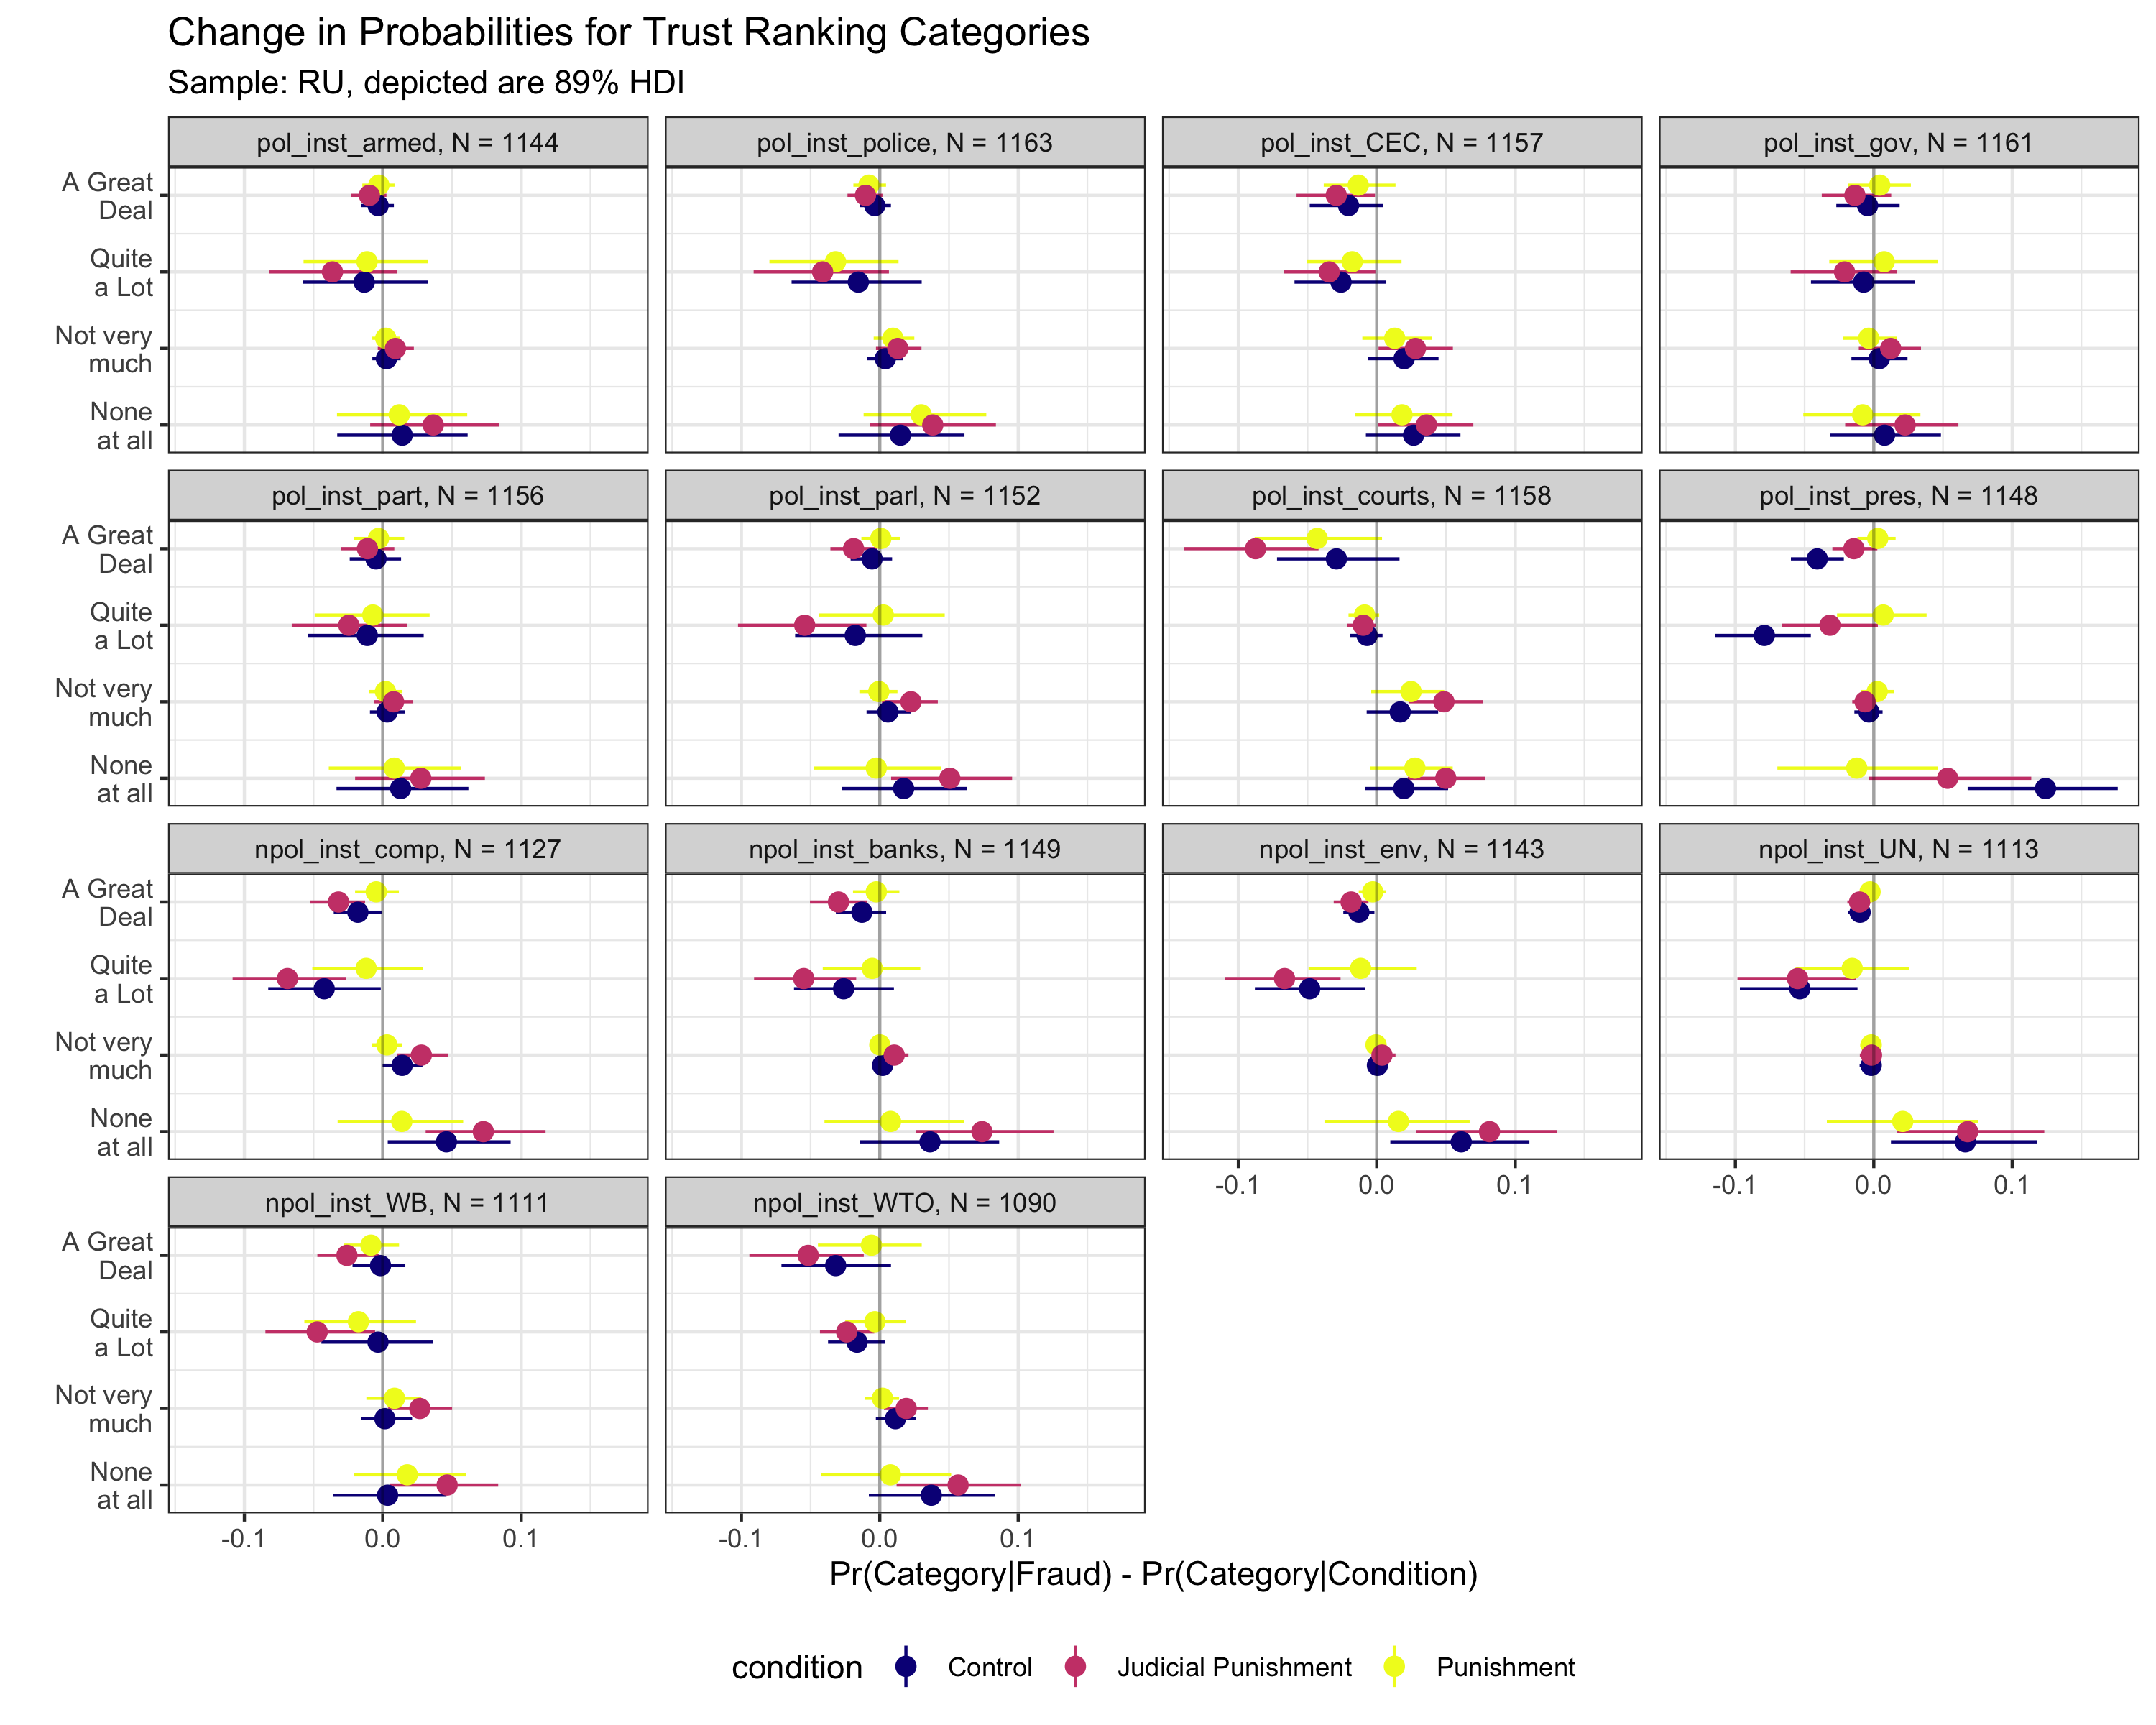 Change in Probabilities for Trust Ranking Categories
Sample: RU, depicted are 89% HDI
pol_inst_armed, N = 1144
pol_inst_police, N = 1163
pol_inst_CEC, N = 1157
pol_inst_gov, N = 1161
A Great
Deal
Quite
a Lot
Not very
much
None
at all
pol_inst_part, N = 1156
pol_inst_parl, N = 1152
pol_inst_courts, N = 1158
pol_inst_pres, N = 1148
A Great
Deal
Quite
a Lot
Not very
much
None
at all
npol_inst_comp, N = 1127
npol_inst_banks, N = 1149
npol_inst_env, N = 1143
npol_inst_UN, N = 1113
A Great
Deal
Quite
a Lot
Not very
much
None
at all
-0.1 0.0 0.1
-0.1 0.0 0.1
npol_inst_WB, N = 1111
npol_inst_WTO, N = 1090
A Great
Deal
Quite
a Lot
Not very
much
None
at all
-0.1 0.0 0.1
-0.1 0.0 0.1
Pr(Category|Fraud) - Pr(Category|Condition)
condition Control Judicial Punishment Punishment